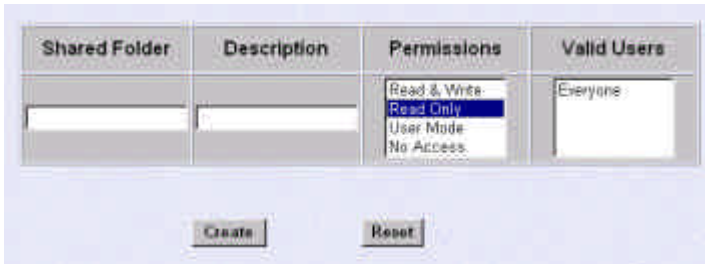 Shared Folder Description Permissions Valid Users
Read & Write Everyone
Read Only
User Mode
No Access
Create Reset